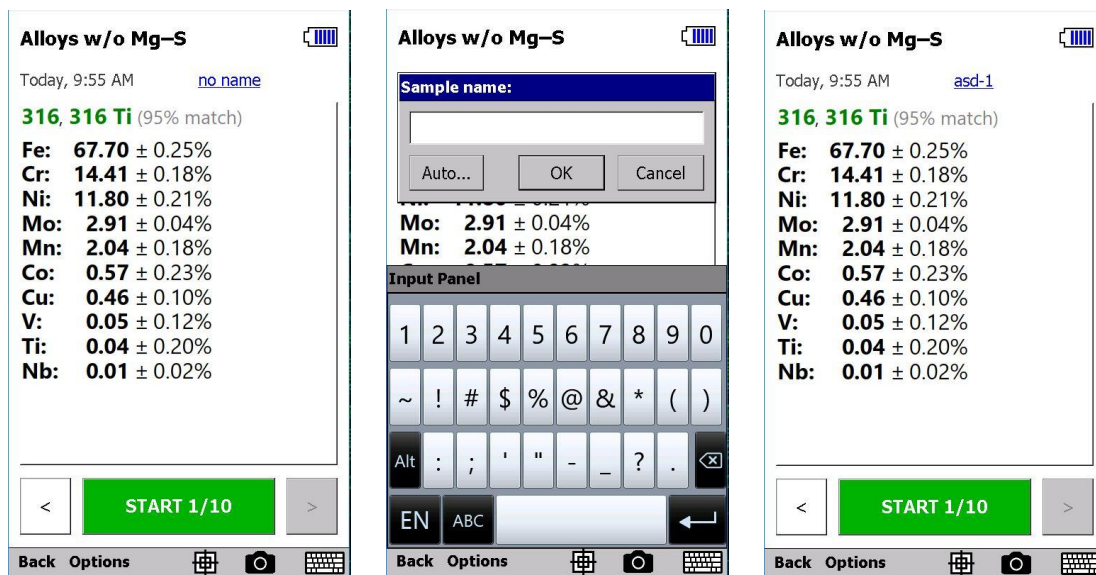 Alloys w/o Mg–S
Today, 9:55 AM no name
316, 316 Ti (95% match)
Fe: 67.70 ± 0.25%
Cr: 14.41 ± 0.18%
Ni: 11.80 ± 0.21%
Mo: 2.91 ± 0.04%
Mn: 2.04 ± 0.18%
Co: 0.57 ± 0.23%
Cu: 0.46 ± 0.10%
V: 0.05 ± 0.12%
Ti: 0.04 ± 0.20%
Nb: 0.01 ± 0.02%
< START 1/10 >
Back Options
Alloys w/o Mg–S
Sample name:
Auto... OK Cancel
Mo: 2.91 ± 0.04%
Mn: 2.04 ± 0.18%
Input Panel
1 2 3 4 5 6 7 8 9 0
~ ! # $ % @ & * ( )
Alt : ; ' " - _ ? .
EN ABC
Back Options
Alloys w/o Mg–S
Today, 9:55 AM asd-1
316, 316 Ti (95% match)
Fe: 67.70 ± 0.25%
Cr: 14.41 ± 0.18%
Ni: 11.80 ± 0.21%
Mo: 2.91 ± 0.04%
Mn: 2.04 ± 0.18%
Co: 0.57 ± 0.23%
Cu: 0.46 ± 0.10%
V: 0.05 ± 0.12%
Ti: 0.04 ± 0.20%
Nb: 0.01 ± 0.02%
< START 1/10 >
Back Options